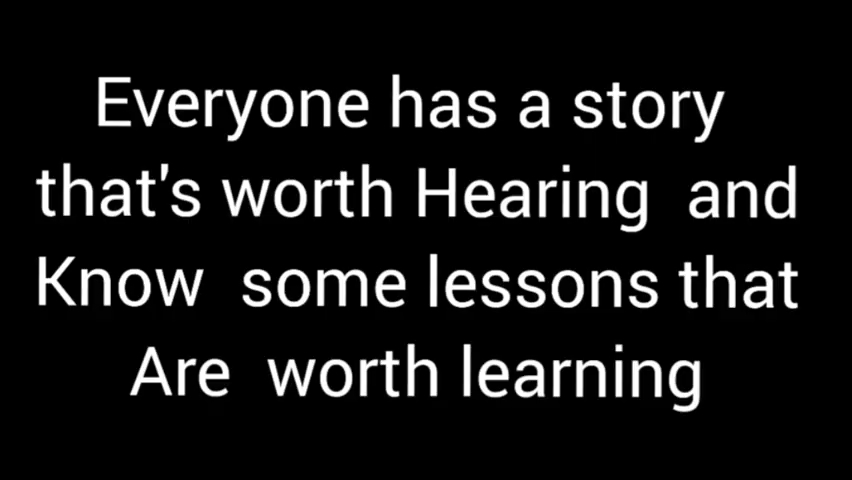 Everyone has a story
that's worth Hearing  and
Know  some lessons that
Are  worth learning